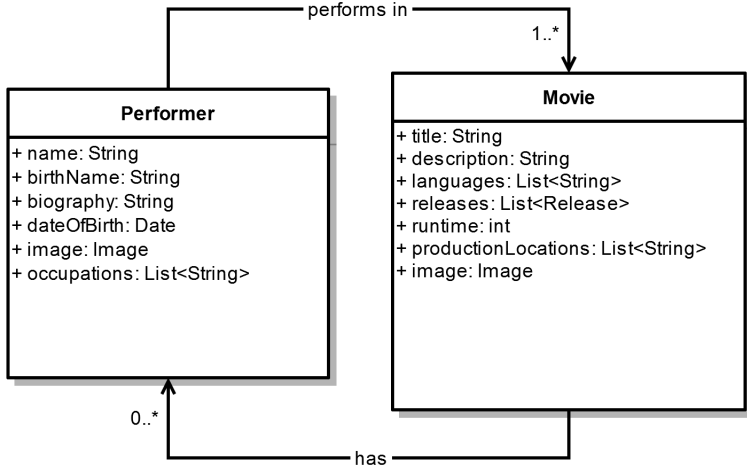 performs in
1..*
Performer
+ name: String
+ birthName: String
+ biography: String
+ dateOfBirth: Date
+ image: Image
+ occupations: List<String>
Movie
+ title: String
+ description: String
+ languages: List<String>
+ releases: List<Release>
+ runtime: int
+ productionLocations: List<String>
+ image: Image
0..*
has